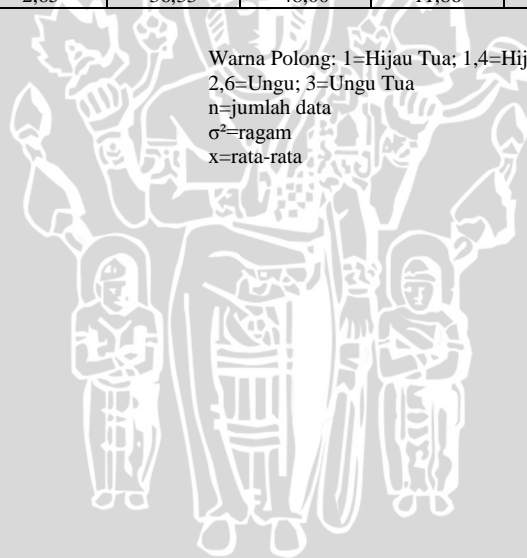 Warna Polong: 1=Hijau Tua; 1,4=Hij
2,6=Ungu; 3=Ungu Tua
n=jumlah data
σ²=ragam
x=rata-rata